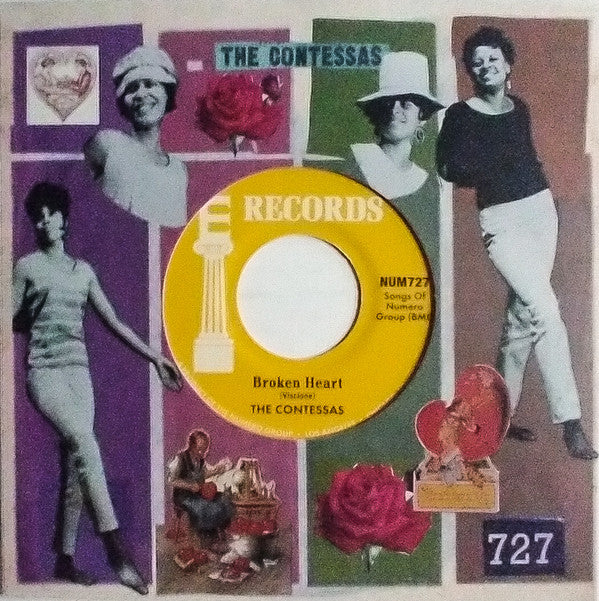 THE CONTESSAS
E RECORDS
NUM727
Songs Of
Numero
Group (BMI)
Broken Heart
(Viscione)
THE CONTESSAS
727